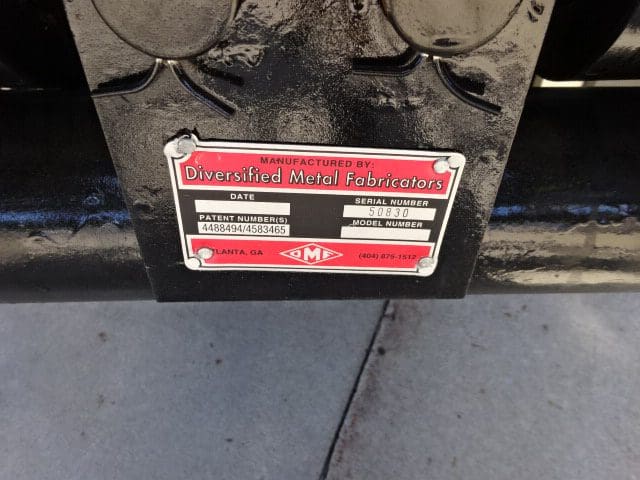 MANUFACTURED BY:
Diversified Metal Fabricators
DATE
SERIAL NUMBER
50830
PATENT NUMBER(S)
MODEL NUMBER
4488494/4583465
ATLANTA, GA
DMF
(404) 875-1512